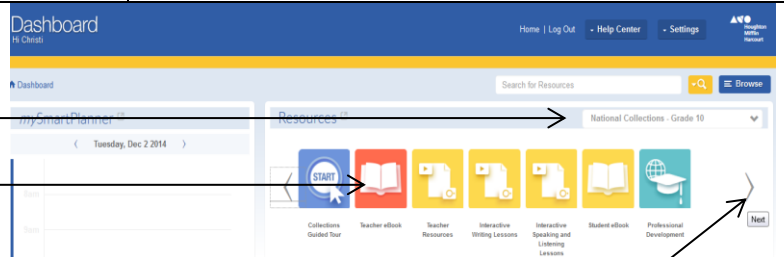 Dashboard
Hi Christi
Home | Log Out
Help Center
Settings
Houghton
Mifflin
Harcourt
Dashboard
Search for Resources
Browse
mySmartPlanner
Tuesday, Dec 2 2014
Resources
National Collections - Grade 10
START
Collections
Guided Tour
Teacher eBook
Teacher
Resources
Interactive
Writing Lessons
Interactive
Speaking and
Listening
Lessons
Student eBook
Professional
Development
Next